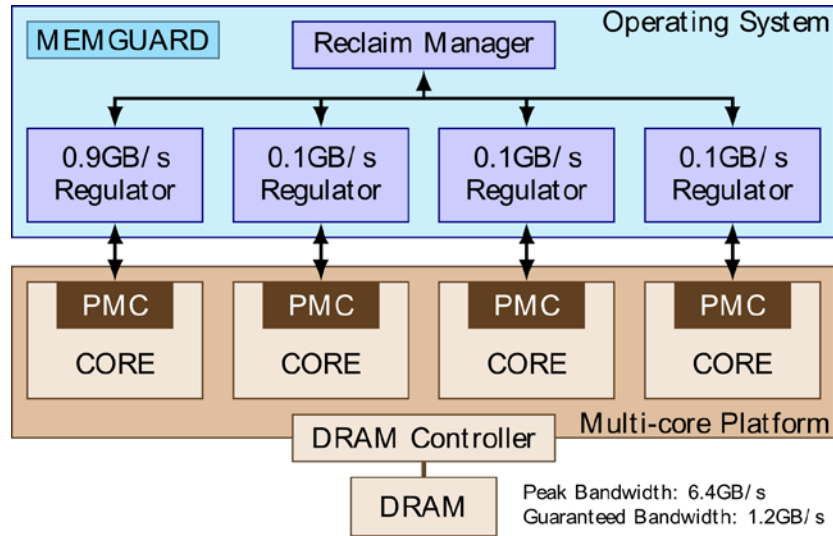 MEMGUARD
Reclaim Manager
Operating System
0.9GB/s
Regulator
0.1GB/s
Regulator
0.1GB/s
Regulator
0.1GB/s
Regulator
PMC
CORE
PMC
CORE
PMC
CORE
PMC
CORE
DRAM Controller
Multi-core Platform
DRAM
Peak Bandwidth: 6.4GB/s
Guaranteed Bandwidth: 1.2GB/s